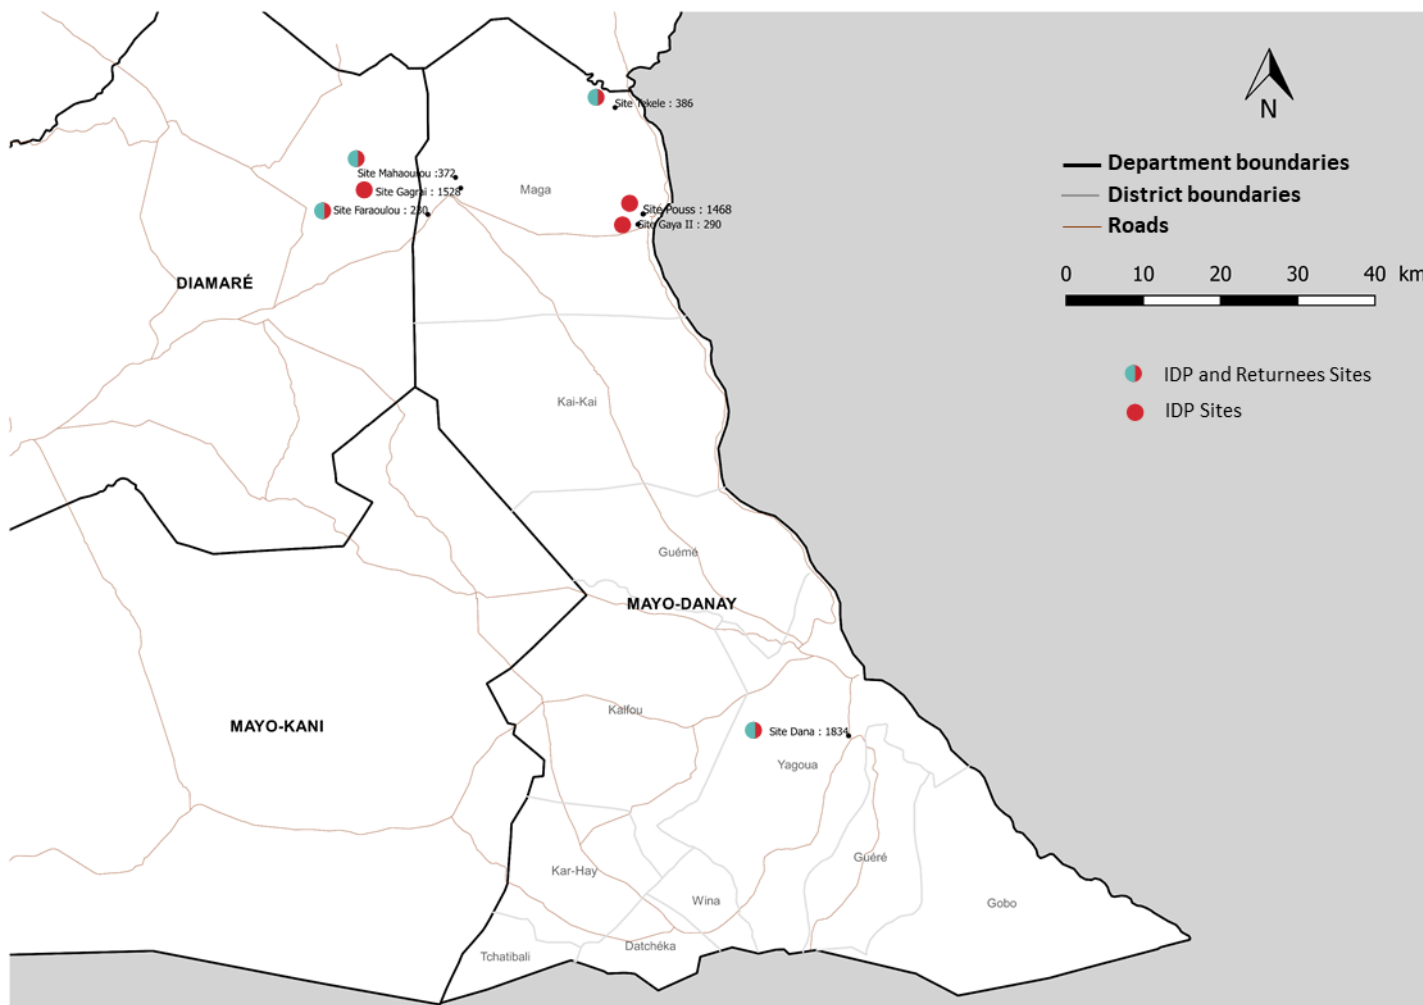 Site Tekele : 386
N
Department boundaries
District boundaries
Roads
Site Mahaoulou :372
Site Gagrai : 1528
Maga
Site Faraoulou : 230
Site Pouss : 1468
Site Gaya II : 290
DIAMARÉ
0 10 20 30 40 km
IDP and Returnees Sites
IDP Sites
Kai-Kai
Guémé
MAYO-DANAY
MAYO-KANI
Kalfou
Site Dana : 1834
Yagoua
Guéré
Kar-Hay
Wina
Gobo
Datchéka
Tchatibali